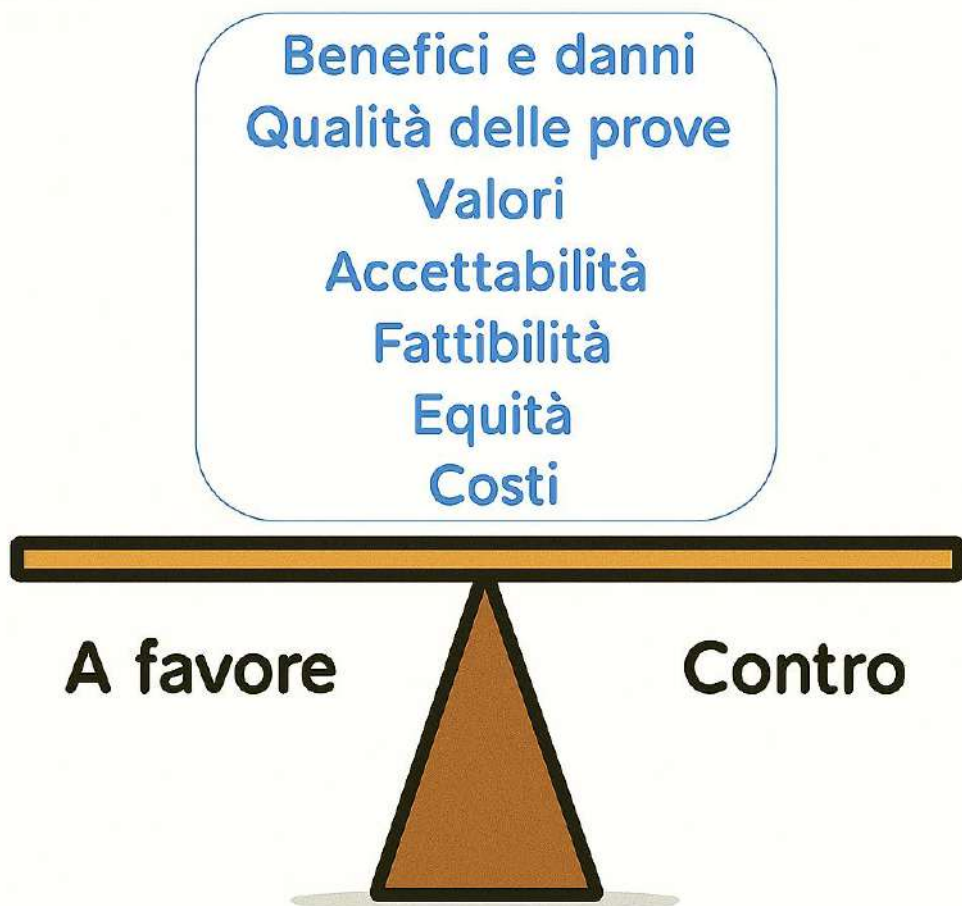 Benefici e danni
Qualità delle prove
Valori
Accettabilità
Fattibilità
Equità
Costi
A favore
Contro